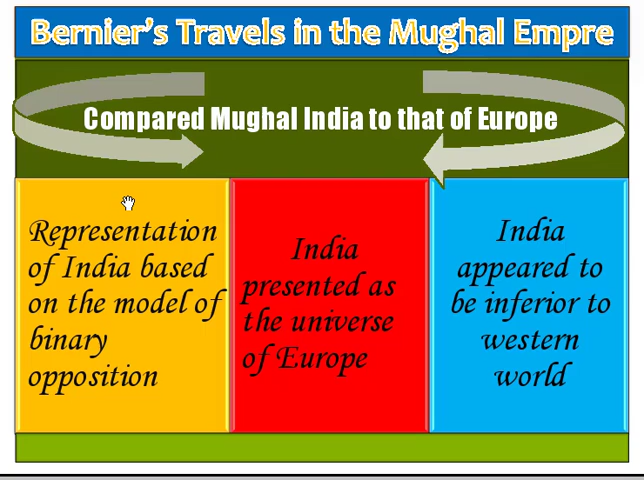 Bernier's Travels in the Mughal Empre
Compared Mughal India to that of Europe
Representation
of India based
on the model of
binary
opposition
India
presented as
the universe
of Europe
India
appeared to
be inferior to
western
world